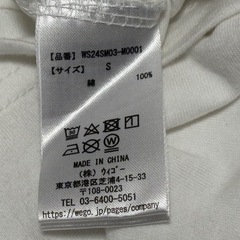 【品番】 WS24SM03-M0001
【サイズ】 S
綿 100%
MADE IN CHINA
(株) ウィゴー
東京都港区芝浦4-15-33
〒108-0023
TEL 03-6400-5051
https://wego.jp/pages/company